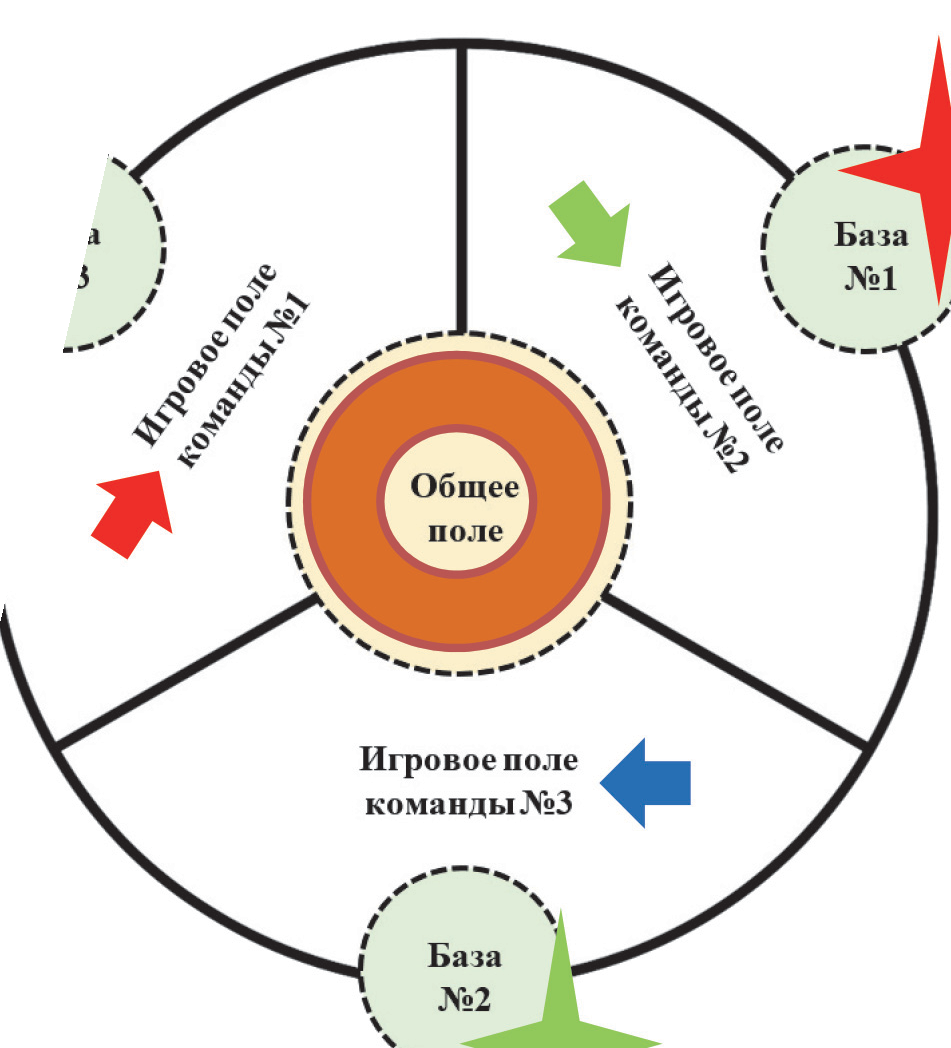 База
№1
Игровое поле
команды №1
Игровое поле
команды №2
Общее
поле
Игровое поле
команды №3
База
№2